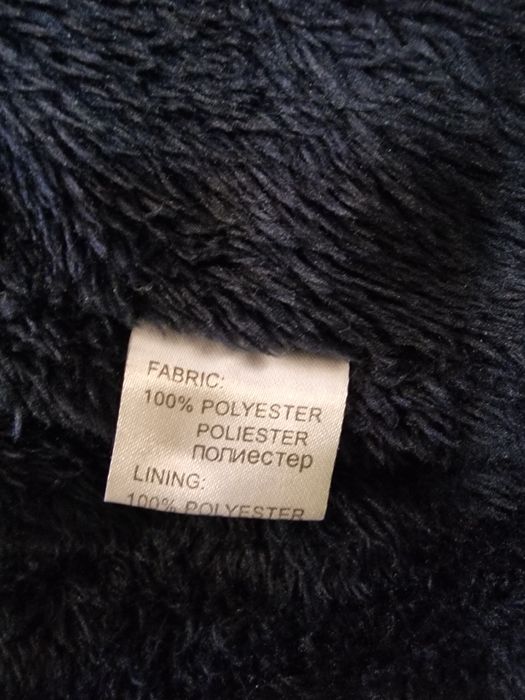 FABRIC:
100% POLYESTER
POLIESTER
полиестер
LINING:
100% POLYESTER